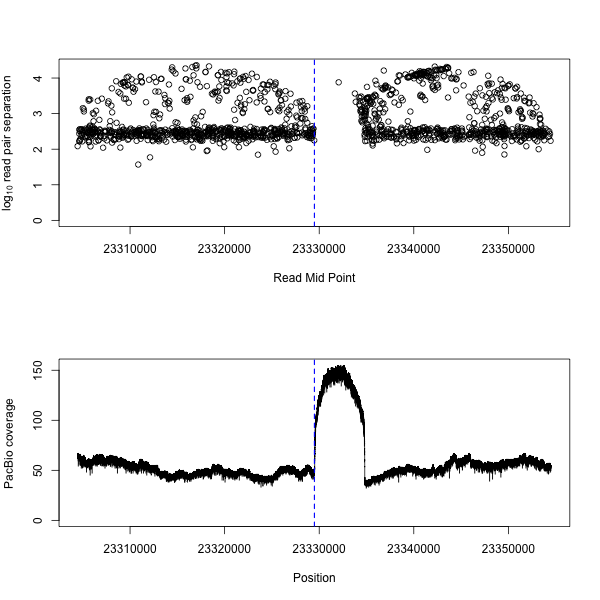 log10 read pair separation
4
3
2
1
0
23310000 23320000 23330000 23340000 23350000
Read Mid Point
PacBio coverage
150
100
50
0
23310000 23320000 23330000 23340000 23350000
Position